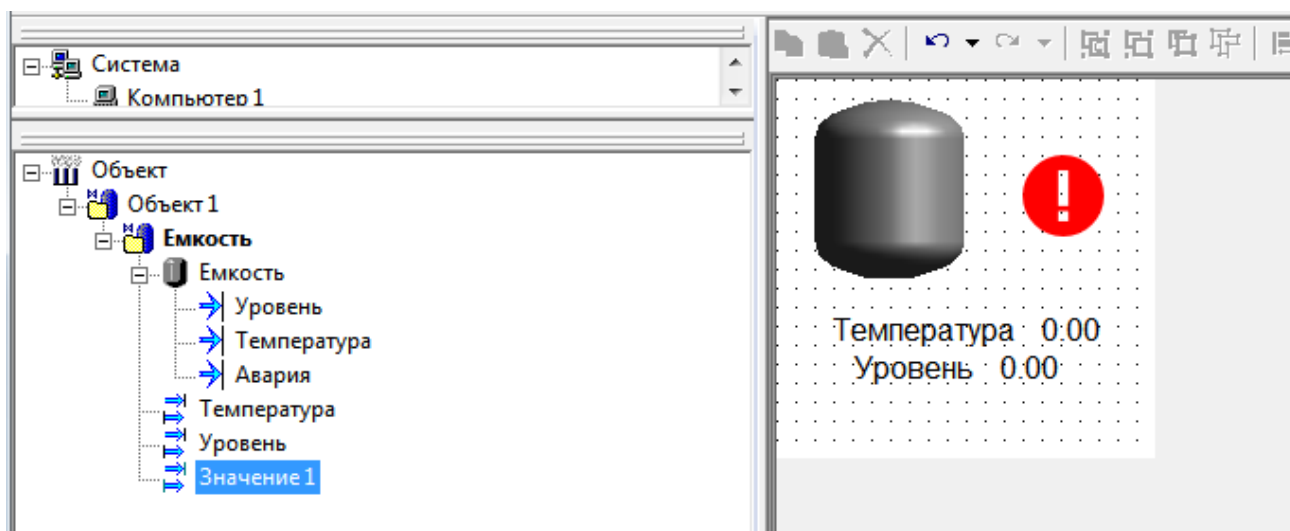 Система
Компьютер 1
Объект
Объект 1
Емкость
Емкость
Уровень
Температура
Авария
Температура
Уровень
Значение 1
!
Температура 0.00
Уровень 0.00